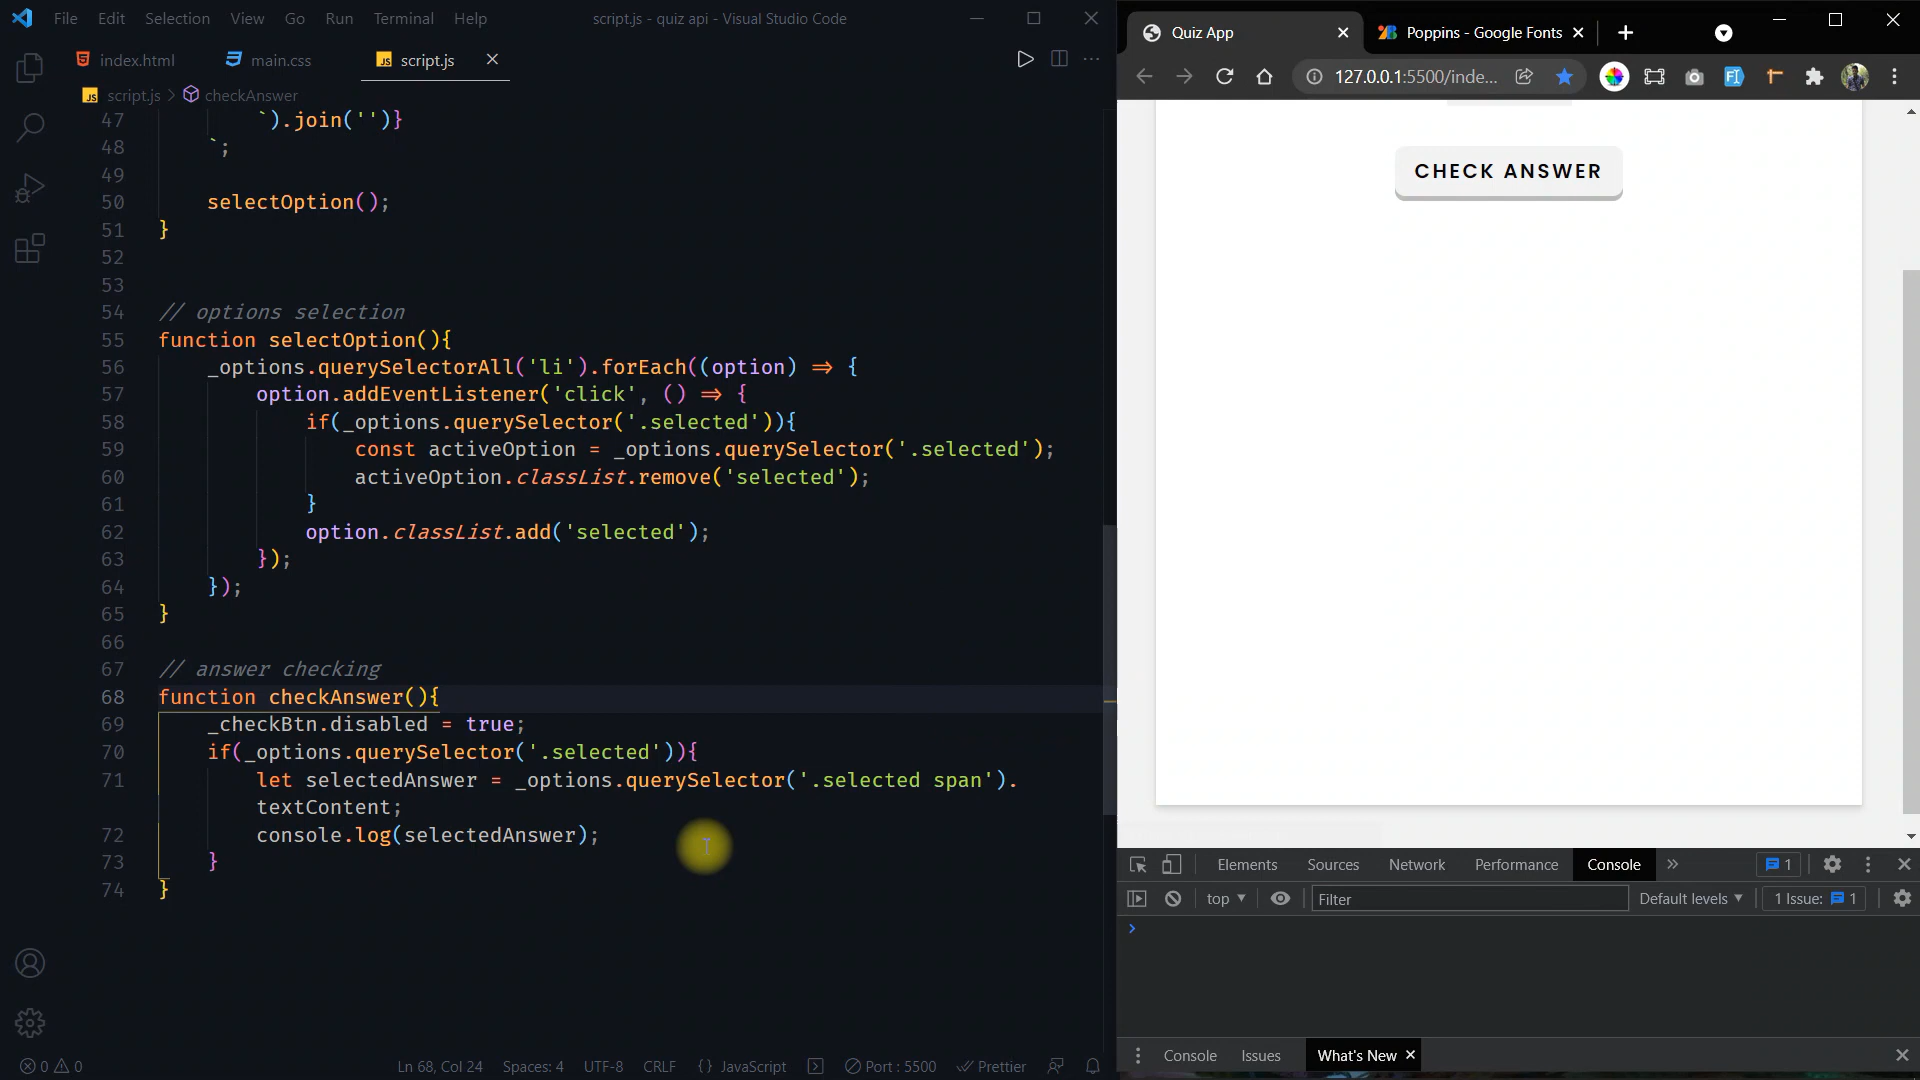 File Edit Selection View Go Run Terminal Help script.js - quiz api - Visual Studio Code
index.html main.css JS script.js
JS script.js > checkAnswer
47 `).join('')}
48 `;
49
50 selectOption();
51 }
52
53
54 // options selection
55 function selectOption(){
56 _options.querySelectorAll('li').forEach((option) => {
57 option.addEventListener('click', () => {
58 if(_options.querySelector('.selected')){
59 const activeOption = _options.querySelector('.selected');
60 activeOption.classList.remove('selected');
61 }
62 option.classList.add('selected');
63 });
64 });
65 }
66
67 // answer checking
68 function checkAnswer(){
69 _checkBtn.disabled = true;
70 if(_options.querySelector('.selected')){
71 let selectedAnswer = _options.querySelector('.selected span').
textContent;
72 console.log(selectedAnswer);
73 }
74 }
0 0 Ln 68, Col 24 Spaces: 4 UTF-8 CRLF {} JavaScript Port : 5500 Prettier
Quiz App Poppins - Google Fonts
127.0.0.1:5500/inde...
CHECK ANSWER
Elements Sources Network Performance Console » 1
top Filter Default levels 1 Issue: 1
>
Console Issues What's New